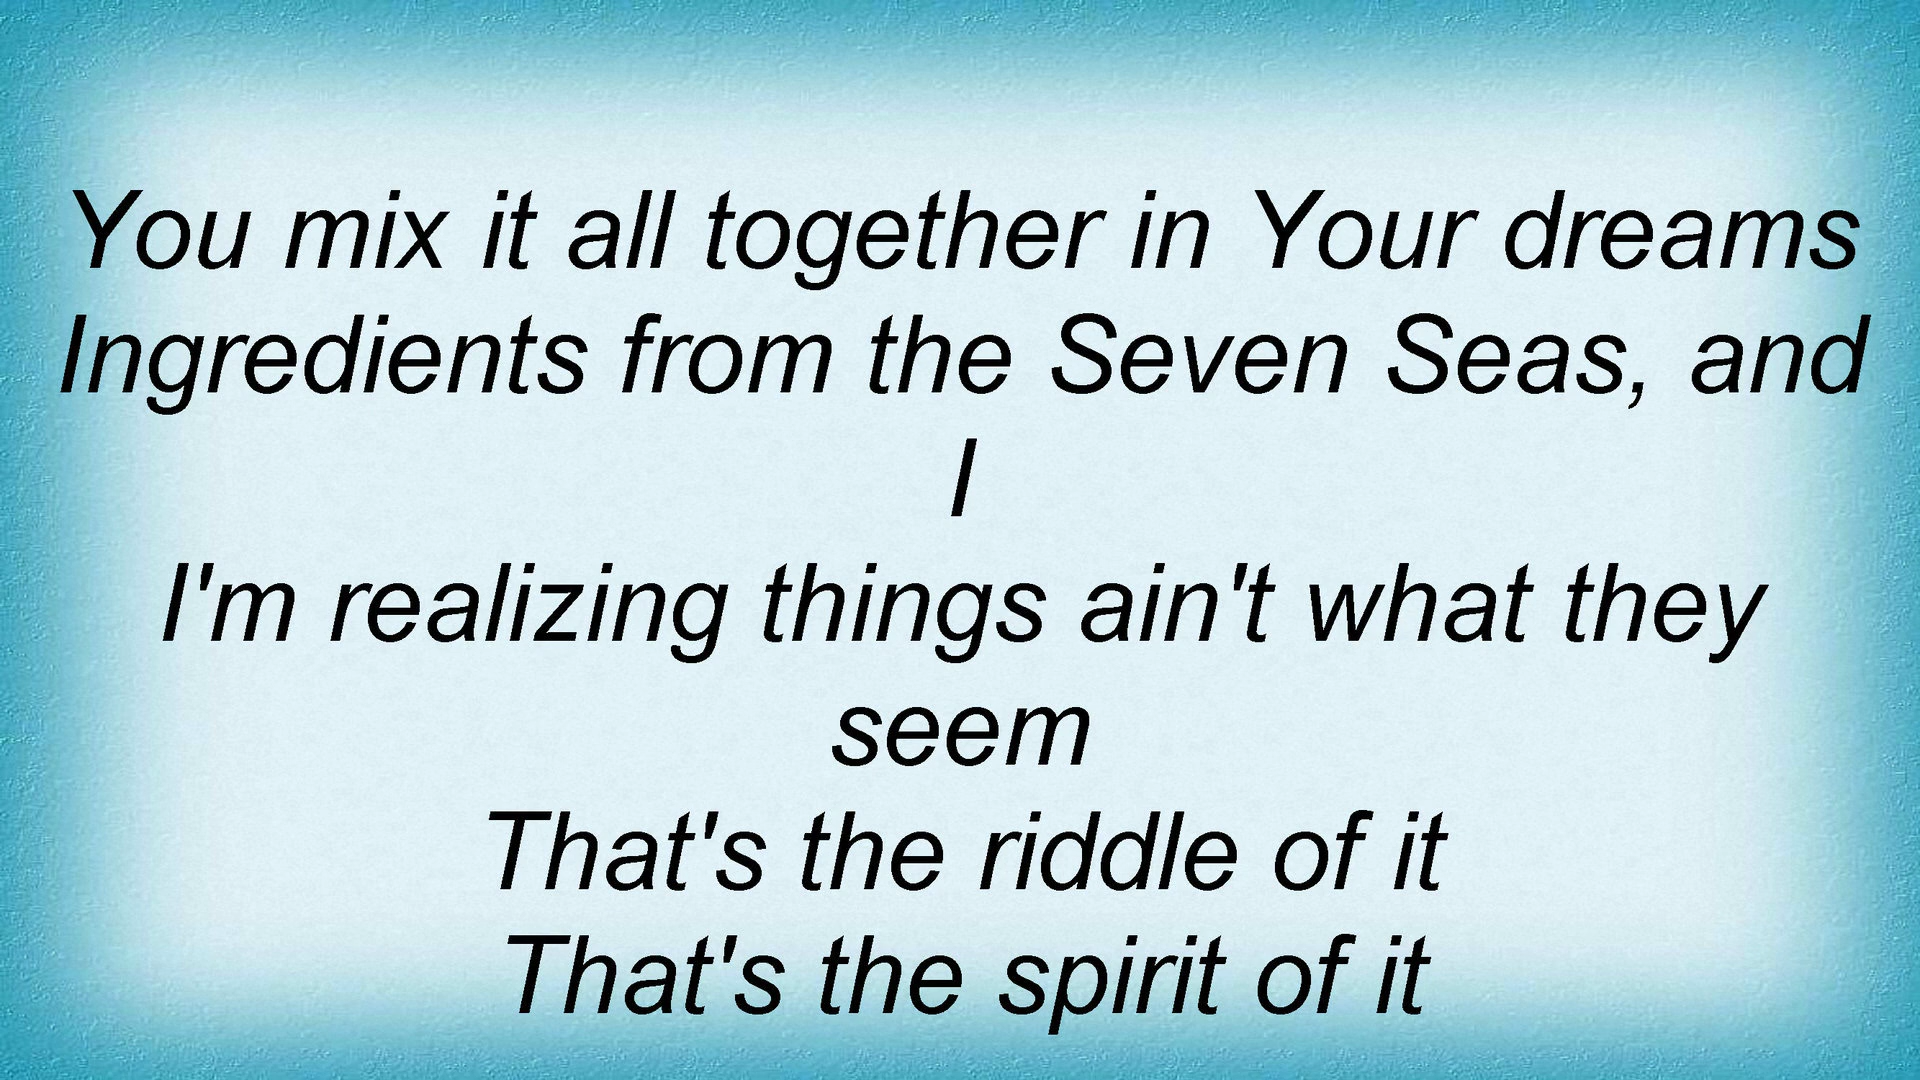 You mix it all together in Your dreams
Ingredients from the Seven Seas, and
I
I'm realizing things ain't what they
seem
That's the riddle of it
That's the spirit of it